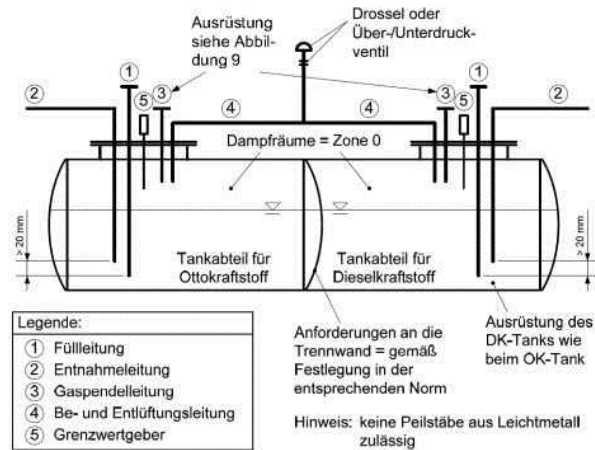 Ausrüstung
siehe Abbil-
dung 9
Drossel oder
Über-/Unterdruck-
ventil
2
1
5
3
4
4
3
5
1
2
Dampfräume = Zone 0
> 20 mm
> 20 mm
Tankabteil für
Ottokraftstoff
Tankabteil für
Dieselkraftstoff
Legende:
1 Füllleitung
2 Entnahmeleitung
3 Gaspendelleitung
4 Be- und Entlüftungsleitung
5 Grenzwertgeber
Anforderungen an die
Trennwand = gemäß
Festlegung in der
entsprechenden Norm
Ausrüstung des
DK-Tanks wie
beim OK-Tank
Hinweis: keine Peilstäbe aus Leichtmetall
zulässig